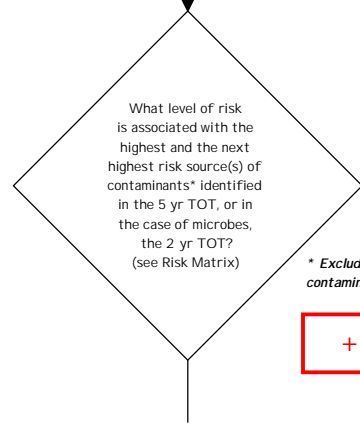 What level of risk
is associated with the
highest and the next
highest risk source(s) of
contaminants* identified
in the 5 yr TOT, or in
the case of microbes,
the 2 yr TOT?
(see Risk Matrix)
* Exclud
contamin
+